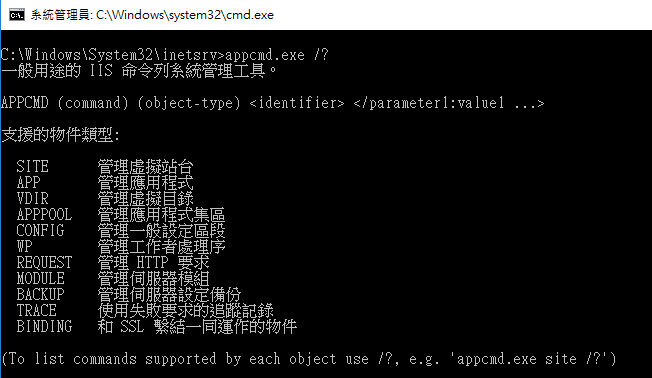 系統管理員: C:\Windows\system32\cmd.exe
C:\Windows\System32\inetsrv>appcmd.exe /?
一般用途的 IIS 命令列系統管理工具。
APPCMD (command) (object-type) <identifier> </parameter1:value1 ...>
支援的物件類型:
SITE 管理虛擬站台
APP 管理應用程式
VDIR 管理虛擬目錄
APPPOOL 管理應用程式集區
CONFIG 管理一般設定區段
WP 管理工作者處理序
REQUEST 管理 HTTP 要求
MODULE 管理伺服器模組
BACKUP 管理伺服器設定備份
TRACE 使用失敗要求的追蹤記錄
BINDING 和 SSL 繫結一同運作的物件
(To list commands supported by each object use /?, e.g. 'appcmd.exe site /?')